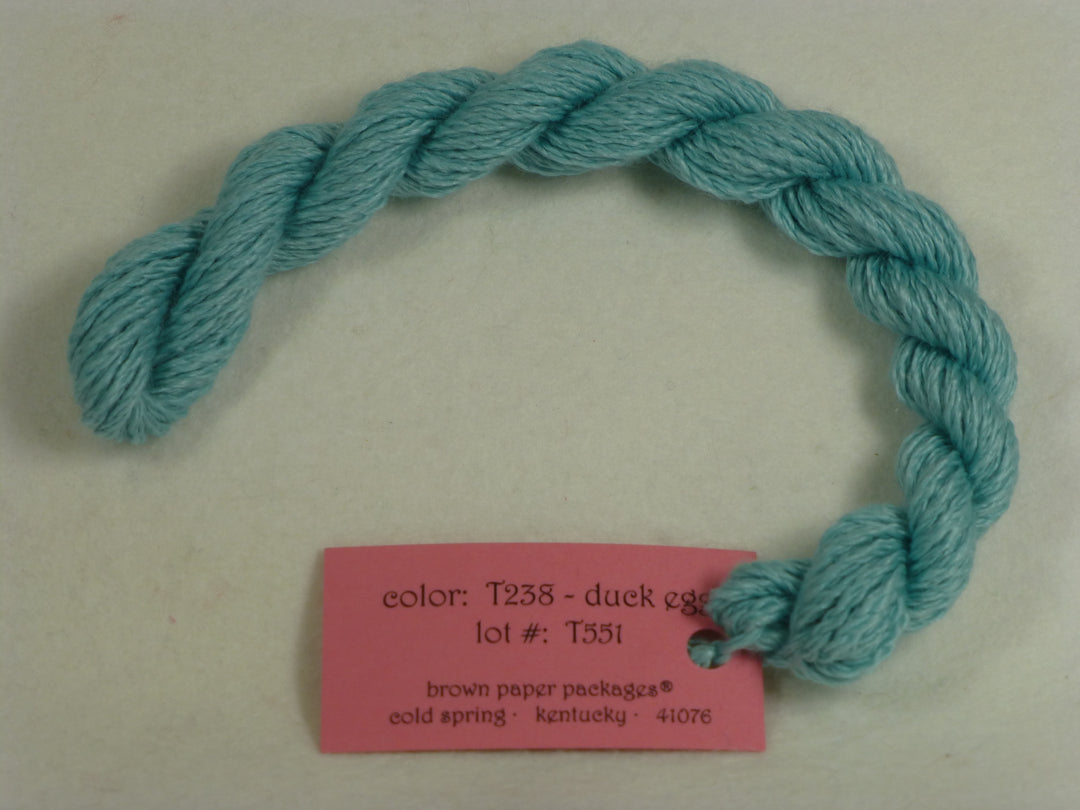 color: T238 - duck egg
lot #: T551
brown paper packages®
cold spring · kentucky · 41076